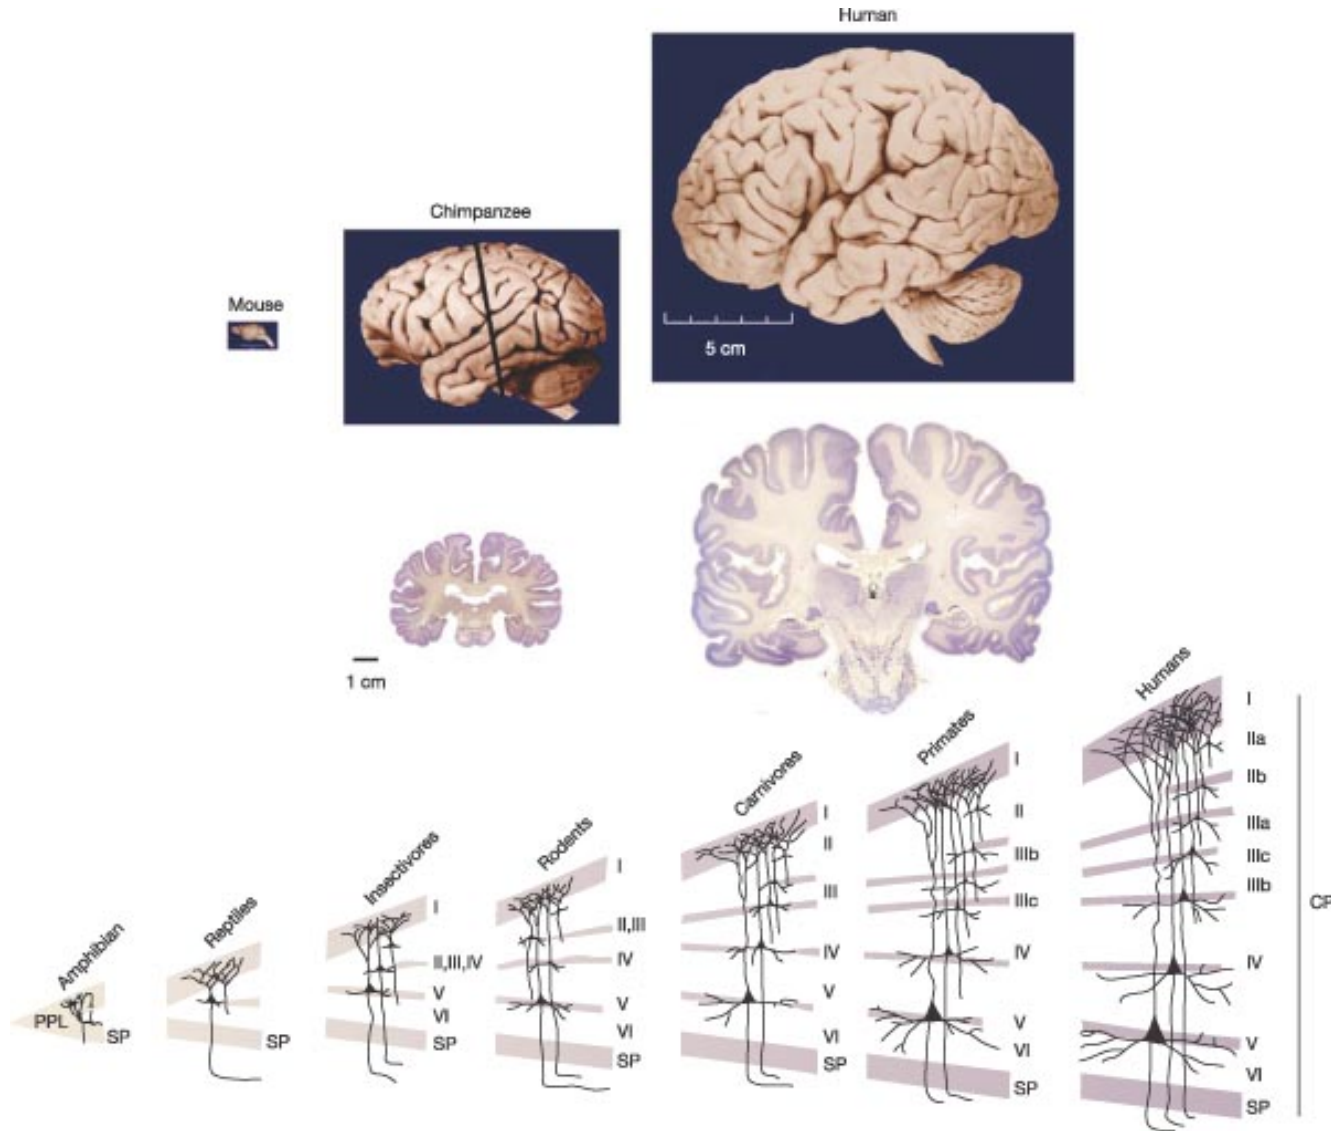 Human
Chimpanzee
Mouse
5 cm
1 cm
Amphibian
PPL
SP
Reptiles
SP
Insectivores
I
II,III,IV
V
VI
SP
Rodents
I
II,III
IV
V
VI
SP
Carnivores
I
II
III
IV
V
VI
SP
Primates
I
II
IIIb
IIIc
IV
V
VI
SP
Humans
I
IIa
IIb
IIIa
IIIc
IIIb
IV
V
VI
SP